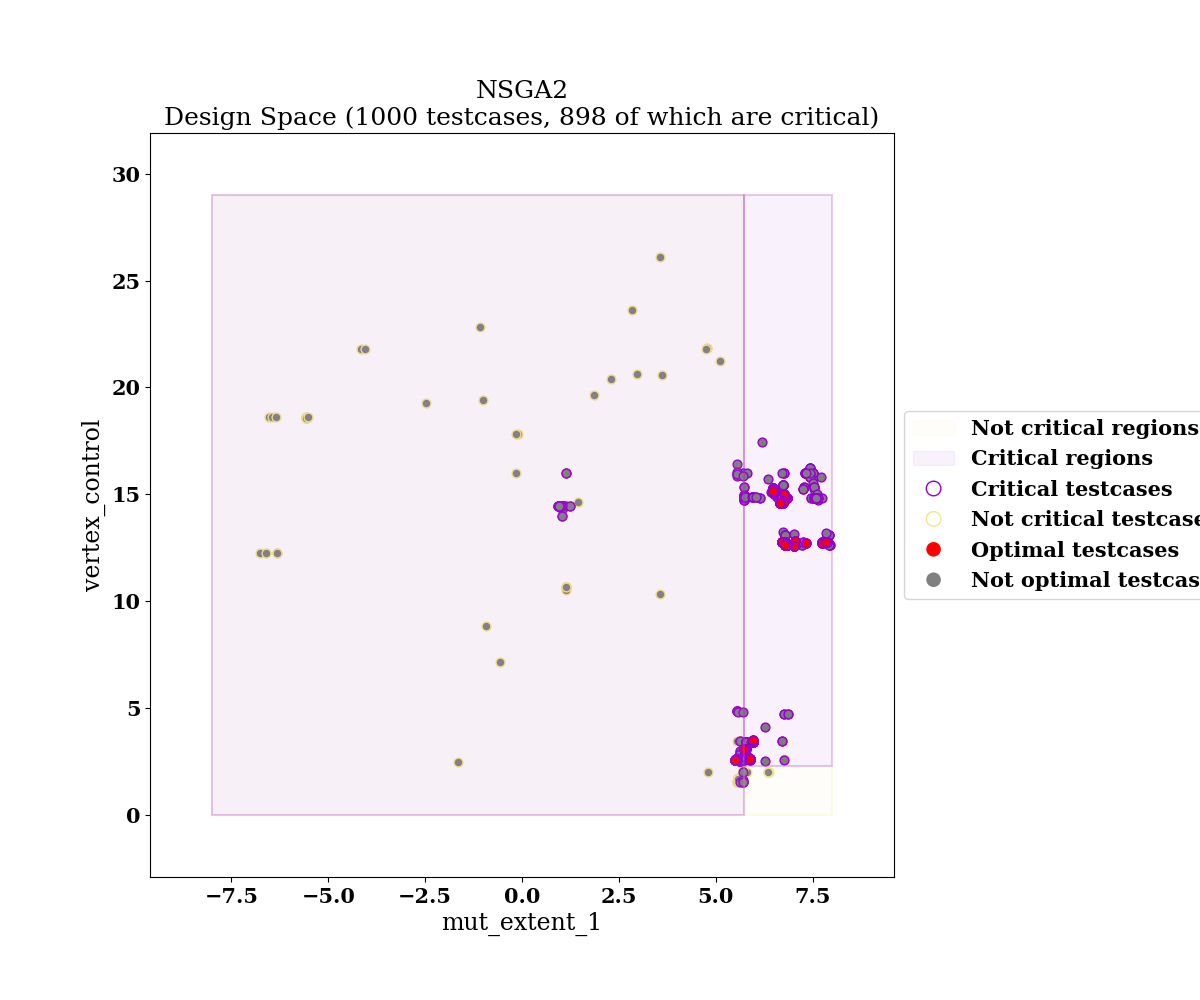 NSGA2
Design Space (1000 testcases, 898 of which are critical)
30
25
20
15
10
5
0
vertex_control
−7.5 −5.0 −2.5 0.0 2.5 5.0 7.5
mut_extent_1
Not critical regions
Critical regions
Critical testcases
Not critical testcase
Optimal testcases
Not optimal testcas